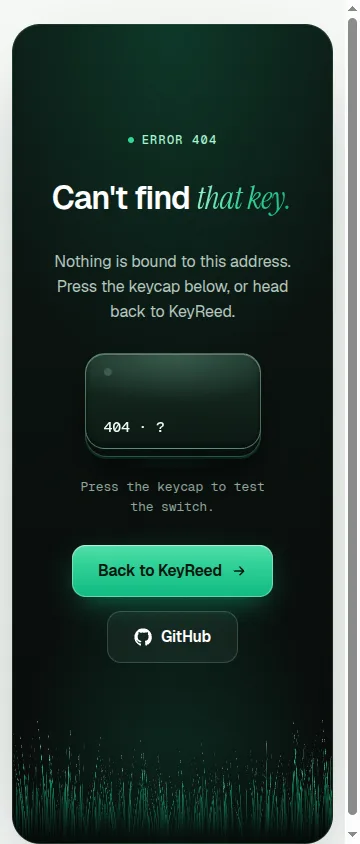 ERROR 404
Can't find that key.
Nothing is bound to this address.
Press the keycap below, or head
back to KeyReed.
404 · ?
Press the keycap to test
the switch.
Back to KeyReed →
GitHub